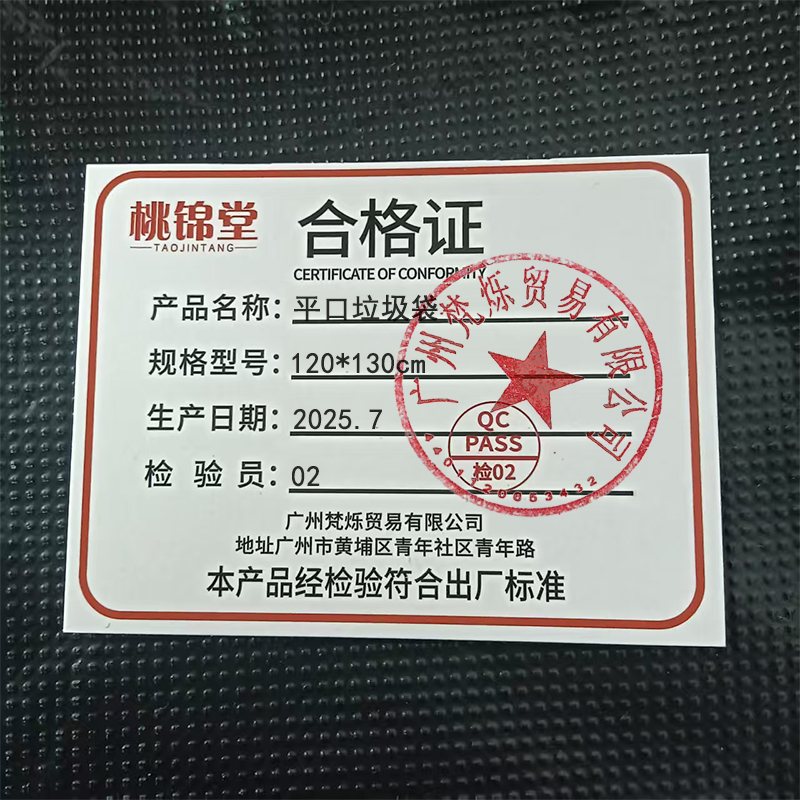 桃锦堂
TAOJINTANG
合格证
CERTIFICATE OF CONFORMITY
产品名称：平口垃圾袋
规格型号：120*130cm
生产日期：2025.7
检验员：02
广州梵烁贸易有限公司
QC
PASS
检02
广州梵烁贸易有限公司
地址广州市黄埔区青年社区青年路
本产品经检验符合出厂标准